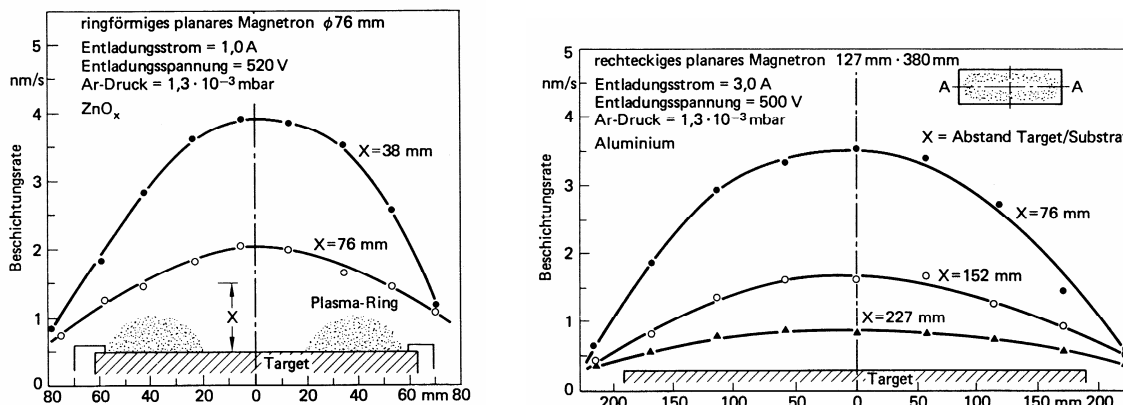 ringförmiges planares Magnetron ϕ76 mm
Entladungsstrom = 1,0 A
Entladungsspannung = 520 V
Ar-Druck = 1,3 · 10⁻³ mbar
ZnOₓ
5
nm/s
4
3
2
1
0
Beschichtungsrate
X=38 mm
X=76 mm
X
Plasma-Ring
Target
80 60 40 20 0 20 40 60 mm 80
rechteckiges planares Magnetron 127 mm · 380 mm
Entladungsstrom = 3,0 A
Entladungsspannung = 500 V
Ar-Druck = 1,3 · 10⁻³ mbar
Aluminium
A A
X = Abstand Target/Substrat
5
nm/s
4
3
2
1
0
Beschichtungsrate
X=76 mm
X=152 mm
X=227 mm
Target
200 150 100 50 0 50 100 150 mm